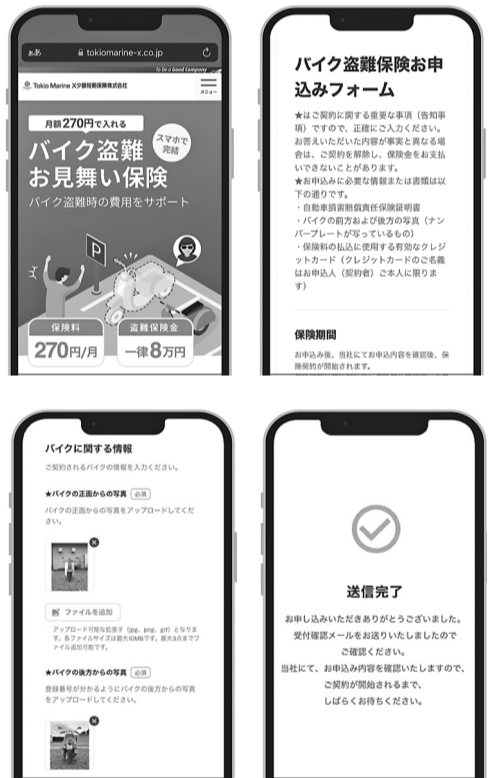 ぁあ
tokiomarine-x.co.jp
To Be a Good Company
Tokio Marine X少額短期保険株式会社
メニュー
月額270円で入れる
スマホで
完結
バイク盗難
お見舞い保険
バイク盗難時の費用をサポート
P
保険料
270円/月
盗難保険金
一律8万円
バイク盗難保険お申
込みフォーム
★はご契約に関する重要な事項（告知事
項）ですので、正確にご入力ください。
お答えいただいた内容が事実と異なる場
合は、ご契約を解除し、保険金をお支払
いできないことがあります。
★お申込みに必要な情報または書類は以
下の通りです。
・自動車損害賠償責任保険証明書
・バイクの前方および後方の写真（ナン
バープレートが写っているもの）
・保険料の払込に使用する有効なクレジ
ットカード（クレジットカードのご名義
はお申込人（契約者）ご本人に限りま
す）
保険期間
お申込み後、当社にてお申込内容を確認後、保
険契約が開始されます。
バイクに関する情報
ご契約されるバイクの情報を入力ください。
★バイクの正面からの写真 必須
バイクの正面からの写真をアップロードしてくだ
さい。
ファイルを追加
アップロード可能な拡張子（jpg、png、gif）となりま
す。各ファイルサイズは最大10MBです。最大3点までフ
ァイル追加可能です。
★バイクの後方からの写真 必須
登録番号が分かるようにバイクの後方からの写真
をアップロードしてください。
送信完了
お申し込みいただきありがとうございました。
受付確認メールをお送りいたしましたので
ご確認ください。
当社にて、お申込み内容を確認いたしますので、
ご契約が開始されるまで、
しばらくお待ちください。